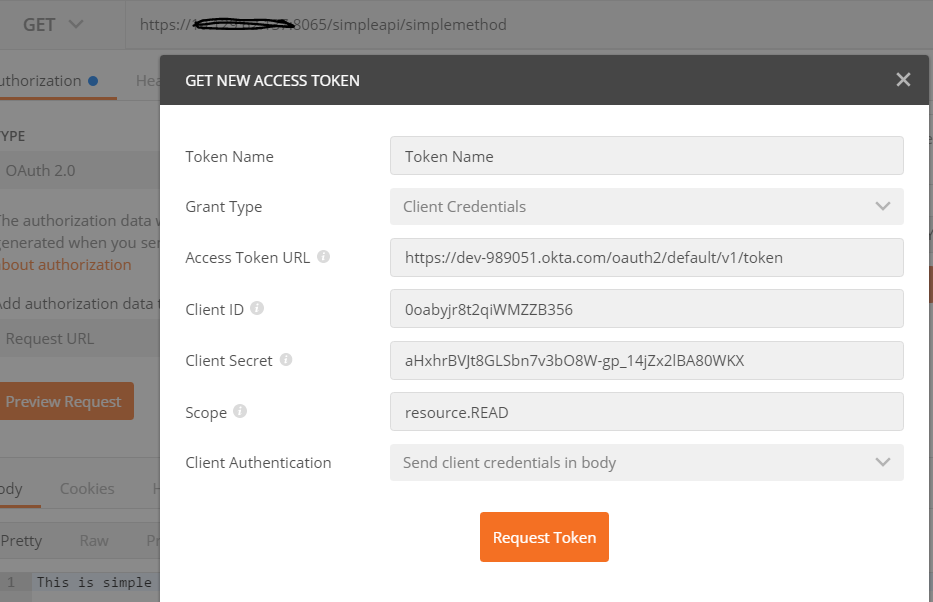 GET
https://
8065/simpleapi/simplemethod
uthorization
Hea
GET NEW ACCESS TOKEN
YPE
OAuth 2.0
he authorization data
enerated when you sen
bout authorization
dd authorization data
Request URL
Preview Request
Token Name
Token Name
Grant Type
Client Credentials
Access Token URL
https://dev-989051.okta.com/oauth2/default/v1/token
Client ID
0oabyjr8t2qiWMZZB356
Client Secret
aHxhrBVJt8GLSbn7v3bO8W-gp_14jZx2lBA80WKX
Scope
resource.READ
Client Authentication
Send client credentials in body
Request Token
ody
Cookies
Pretty
Raw
Pr
1
This is simple